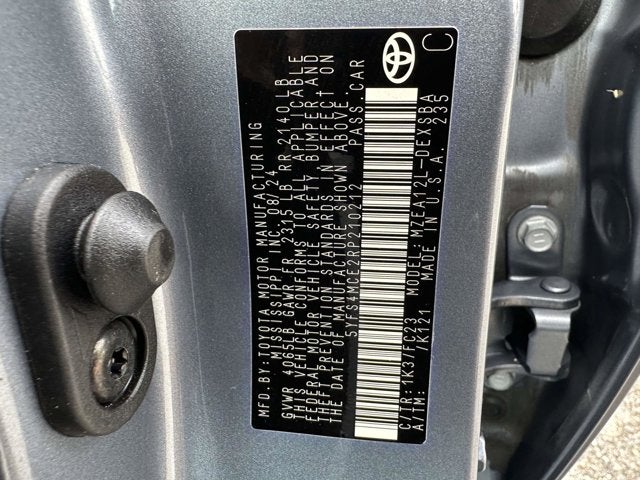 MFD.BY:TOYOTA MOTOR MANUFACTURING
MISSISSIPPI INC. 08/24
GVWR 4065LB GAWR FR 2315 LB RR 2140 LB
THIS VEHICLE CONFORMS TO ALL APPLICABLE
FEDERAL MOTOR VEHICLE SAFETY, BUMPER, AND
THEFT PREVENTION STANDARDS IN EFFECT ON
THE DATE OF MANUFACTURE SHOWN ABOVE.
5YFS4MCE2RP210212 PASS.CAR
C/TR: 1K37/FC23 MODEL: MZEA12L-DEXSBA
A/TM: /K121 MADE IN U.S.A. 235
C